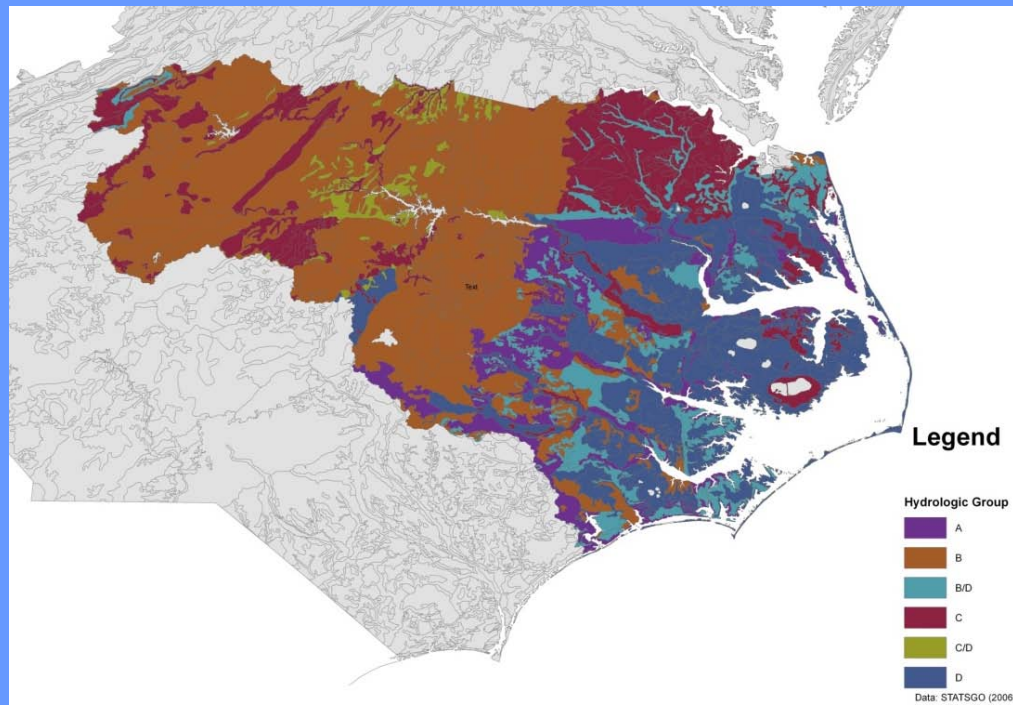 Text
Legend
Hydrologic Group
A
B
B/D
C
C/D
D
Data: STATSGO (2006